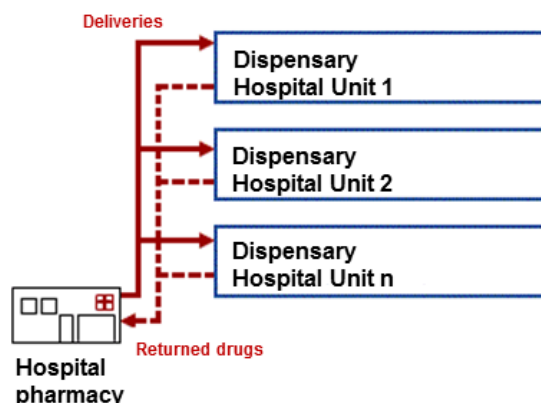 Deliveries
Dispensary
Hospital Unit 1
Dispensary
Hospital Unit 2
Dispensary
Hospital Unit n
Returned drugs
Hospital
pharmacy